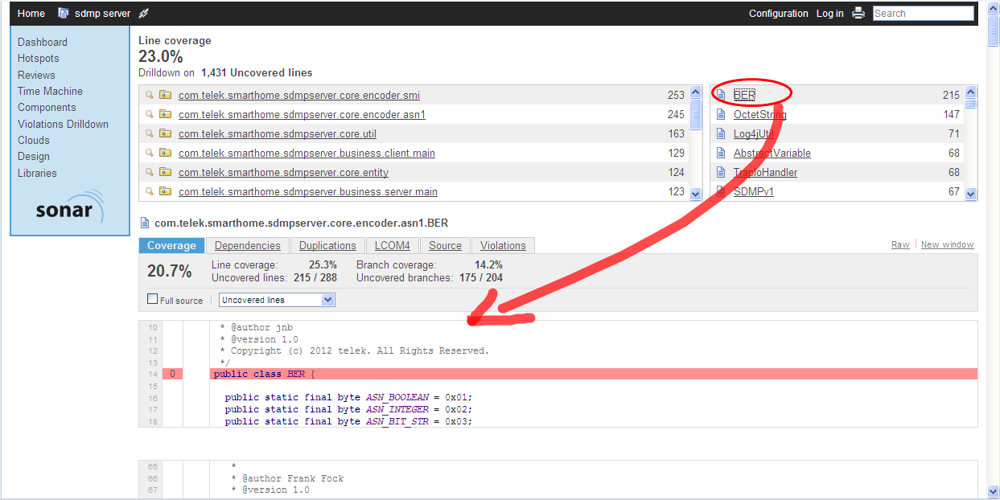 Home sdmp server Configuration Log in Search
Dashboard
Hotspots
Reviews
Time Machine
Components
Violations Drilldown
Clouds
Design
Libraries
sonar
Line coverage
23.0%
Drilldown on 1,431 Uncovered lines
com.telek.smarthome.sdmpserver.core.encoder.smi 253
com.telek.smarthome.sdmpserver.core.encoder.asn1 245
com.telek.smarthome.sdmpserver.core.util 163
com.telek.smarthome.sdmpserver.business.client.main 129
com.telek.smarthome.sdmpserver.core.entity 124
com.telek.smarthome.sdmpserver.business.server.main 123
BER 215
OctetString 147
Log4jUtil 71
AbstractVariable 68
TrapIoHandler 68
SDMPv1 67
com.telek.smarthome.sdmpserver.core.encoder.asn1.BER
Coverage Dependencies Duplications LCOM4 Source Violations Raw New window
20.7%
Line coverage: 25.3% Branch coverage: 14.2%
Uncovered lines: 215 / 288 Uncovered branches: 175 / 204
Full source Uncovered lines
10 * @author jnb
11 * @version 1.0
12 * Copyright (c) 2012 telek. All Rights Reserved.
13 */
14 0 public class BER {
15
16 public static final byte ASN_BOOLEAN = 0x01;
17 public static final byte ASN_INTEGER = 0x02;
18 public static final byte ASN_BIT_STR = 0x03;
65 *
66 * @author Frank Fock
67 * @version 1.0